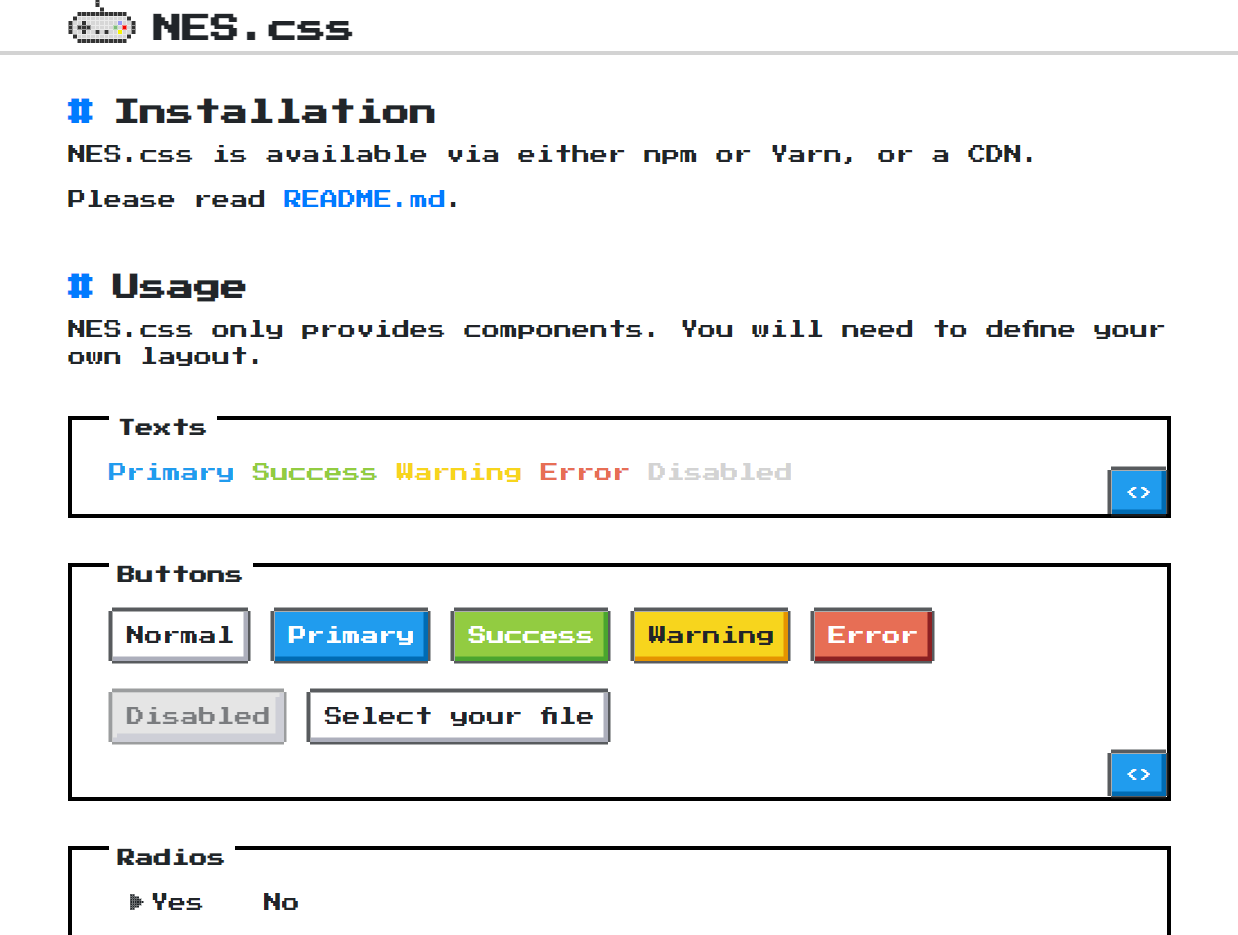 NES.css
# Installation
NES.css is available via either npm or Yarn, or a CDN.
Please read README.md.
# Usage
NES.css only provides components. You will need to define your
own layout.
Texts
Primary Success Warning Error Disabled
<>
Buttons
Normal Primary Success Warning Error
Disabled Select your file
<>
Radios
Yes No